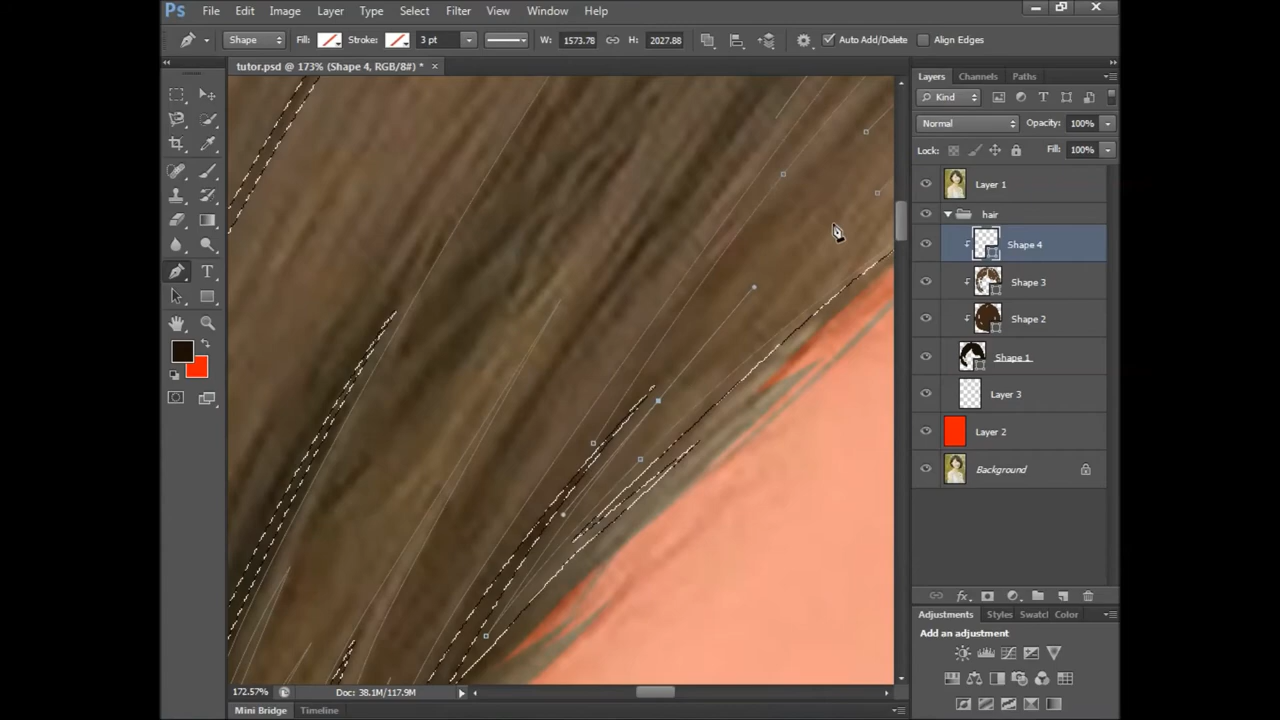 Ps File Edit Image Layer Type Select Filter View Window Help
Shape Fill: Stroke: 3 pt W: 1573.78 H: 2027.88 Auto Add/Delete Align Edges
tutor.psd @ 173% (Shape 4, RGB/8#) * ×
Layers Channels Paths
Kind
Normal Opacity: 100%
Lock: Fill: 100%
Layer 1
hair
Shape 4
Shape 3
Shape 2
Shape 1
Layer 3
Layer 2
Background
Adjustments Styles Swatcl Color
Add an adjustment
172.57% Doc: 38.1M/117.9M
Mini Bridge Timeline